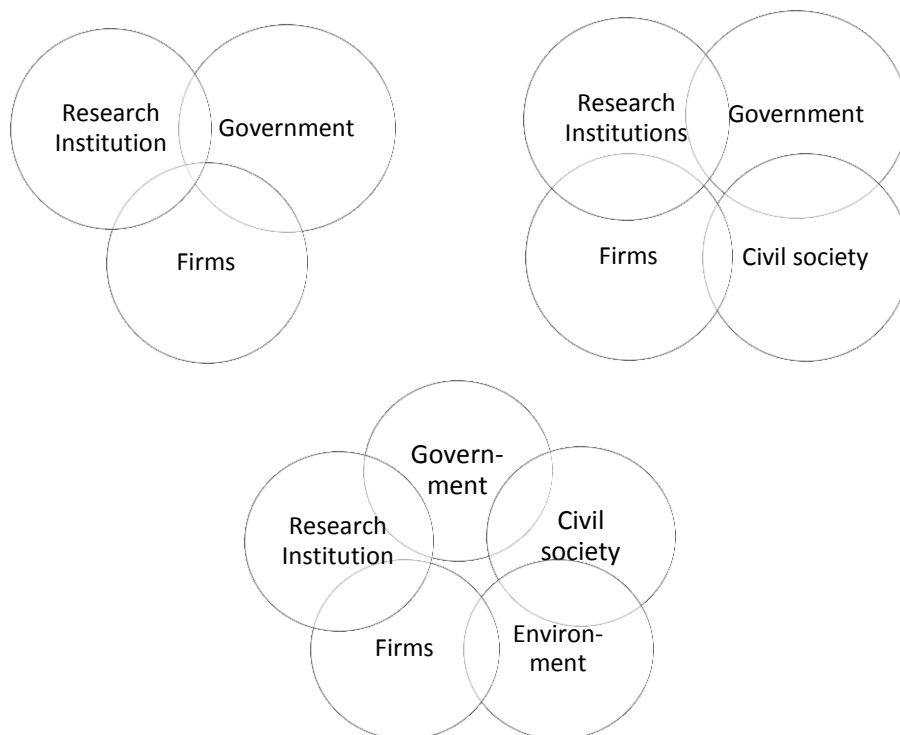 Research
Institution
Government
Firms
Research
Institutions
Government
Firms
Civil society
Govern-
ment
Research
Institution
Civil
society
Firms
Environ-
ment